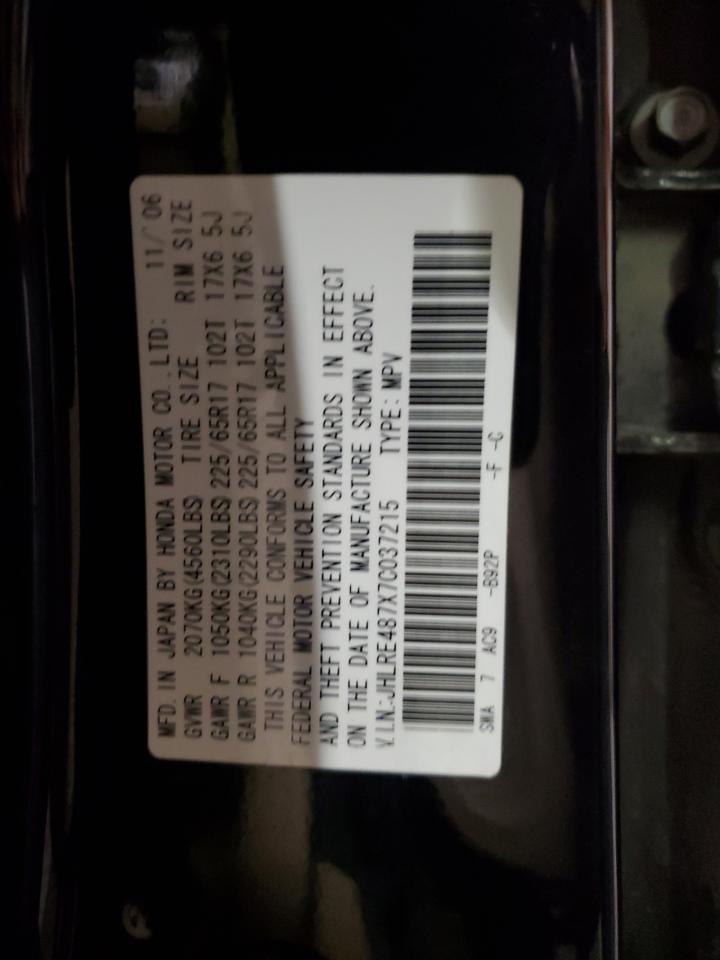 MFD. IN JAPAN BY HONDA MOTOR CO.,LTD: 11/ 06
GVWR 2070KG(4560LBS) TIRE SIZE RIM SIZE
GAWR F 1050KG(2310LBS) 225/65R17 102T 17X6 5J
GAWR R 1040KG(2290LBS) 225/65R17 102T 17X6 5J
THIS VEHICLE CONFORMS TO ALL APPLICABLE
FEDERAL MOTOR VEHICLE SAFETY
AND THEFT PREVENTION STANDARDS IN EFFECT
ON THE DATE OF MANUFACTURE SHOWN ABOVE.
V.I.N.:JHLRE487X7C037215 TYPE: MPV
SWA 7 AC9 -B92P -F -C